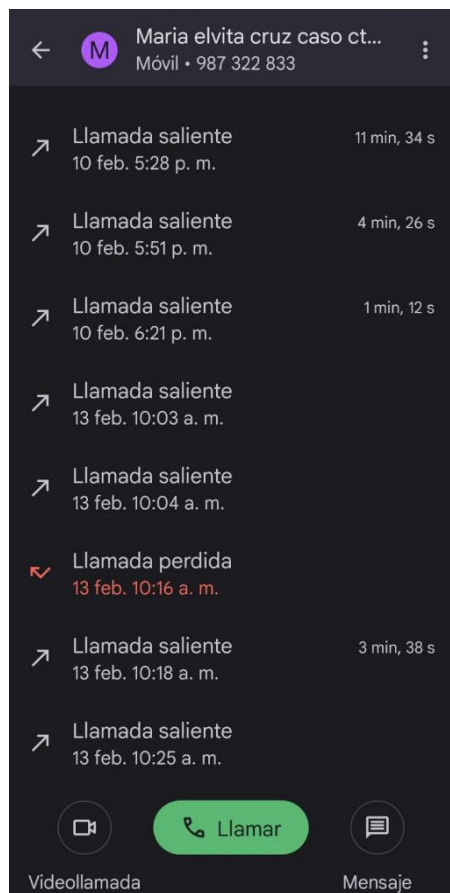 M
Maria elvita cruz caso ct...
Móvil • 987 322 833
Llamada saliente 11 min, 34 s
10 feb. 5:28 p. m.
Llamada saliente 4 min, 26 s
10 feb. 5:51 p. m.
Llamada saliente 1 min, 12 s
10 feb. 6:21 p. m.
Llamada saliente
13 feb. 10:03 a. m.
Llamada saliente
13 feb. 10:04 a. m.
Llamada perdida
13 feb. 10:16 a. m.
Llamada saliente 3 min, 38 s
13 feb. 10:18 a. m.
Llamada saliente
13 feb. 10:25 a. m.
Llamar
Videollamada Mensaje